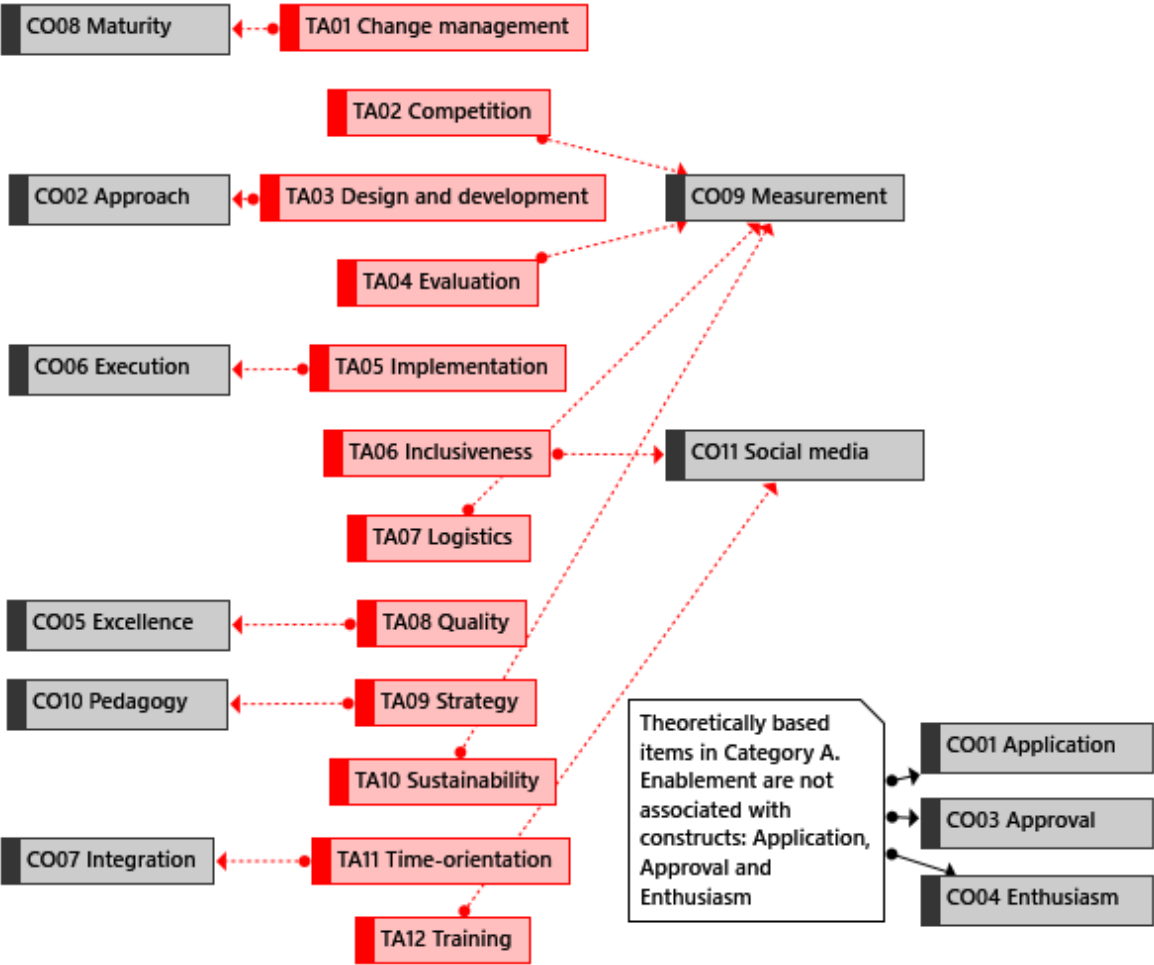 CO08 Maturity
TA01 Change management
TA02 Competition
CO02 Approach
TA03 Design and development
CO09 Measurement
TA04 Evaluation
CO06 Execution
TA05 Implementation
TA06 Inclusiveness
CO11 Social media
TA07 Logistics
CO05 Excellence
TA08 Quality
CO10 Pedagogy
TA09 Strategy
TA10 Sustainability
CO07 Integration
TA11 Time-orientation
TA12 Training
Theoretically based
items in Category A.
Enablement are not
associated with
constructs: Application,
Approval and
Enthusiasm
CO01 Application
CO03 Approval
CO04 Enthusiasm